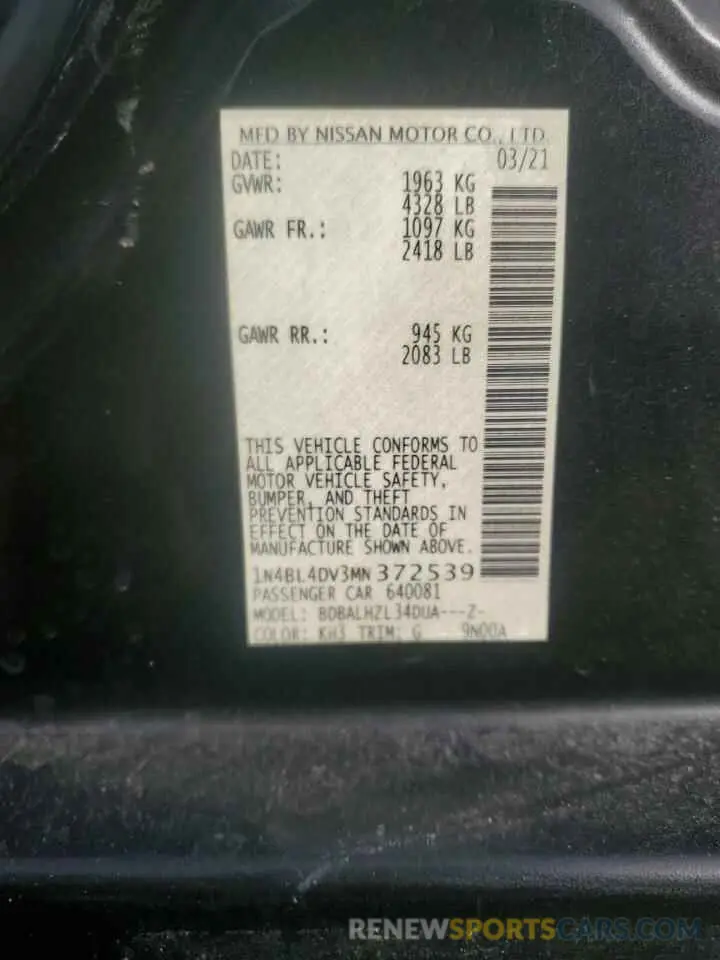 MFD BY NISSAN MOTOR CO., LTD.
DATE: 03/21
GVWR: 1963 KG
4328 LB
GAWR FR.: 1097 KG
2418 LB
GAWR RR.: 945 KG
2083 LB
THIS VEHICLE CONFORMS TO
ALL APPLICABLE FEDERAL
MOTOR VEHICLE SAFETY,
BUMPER, AND THEFT
PREVENTION STANDARDS IN
EFFECT ON THE DATE OF
MANUFACTURE SHOWN ABOVE.
1N4BL4DV3MN 372539
PASSENGER CAR 640081
MODEL: BDBALHZL34DUA---Z-
COLOR: KH3 TRIM: G 9N00A
RENEWSPORTSCARS.COM